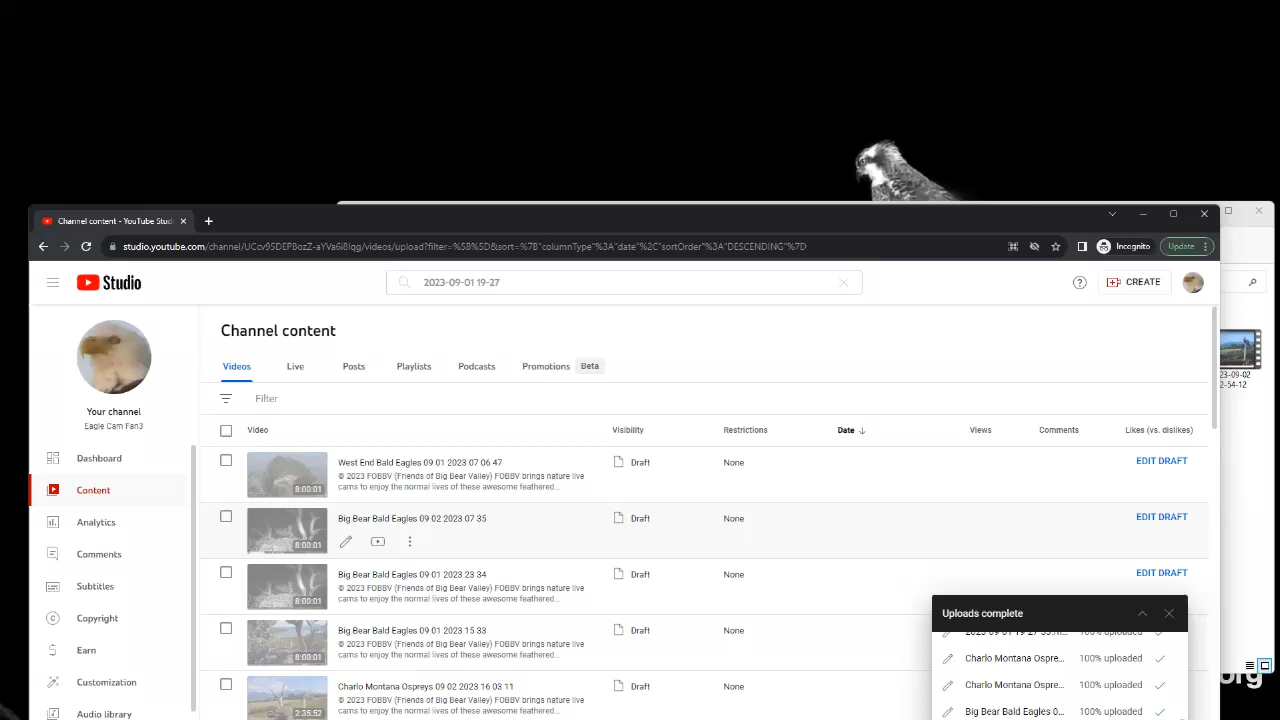 Channel content - YouTube Studi
studio.youtube.com/channel/UCcv95DEPBozZ-aYVa6i8lqg/videos/upload?filter=%5B%5D&sort=%7B"columnType"%3A"date"%2C"sortOrder"%3A"DESCENDING"%7D
Incognito
Update
Studio
2023-09-01 19-27
CREATE
Your channel
Eagle Cam Fan3
Dashboard
Content
Analytics
Comments
Subtitles
Copyright
Earn
Customization
Audio library
Channel content
Videos Live Posts Playlists Podcasts Promotions Beta
Filter
Video Visibility Restrictions Date Views Comments Likes (vs. dislikes)
8:00:01
West End Bald Eagles 09 01 2023 07 06 47
© 2023 FOBBV (Friends of Big Bear Valley) FOBBV brings nature live
cams to enjoy the normal lives of these awesome feathered...
Draft None EDIT DRAFT
8:00:01
Big Bear Bald Eagles 09 02 2023 07 35
Draft None EDIT DRAFT
8:00:01
Big Bear Bald Eagles 09 01 2023 23 34
© 2023 FOBBV (Friends of Big Bear Valley) FOBBV brings nature live
cams to enjoy the normal lives of these awesome feathered...
Draft None EDIT DRAFT
8:00:01
Big Bear Bald Eagles 09 01 2023 15 33
© 2023 FOBBV (Friends of Big Bear Valley) FOBBV brings nature live
cams to enjoy the normal lives of these awesome feathered...
Draft None
2:35:52
Charlo Montana Ospreys 09 02 2023 16 03 11
Draft None
Uploads complete
100% uploaded
Charlo Montana Ospre... 100% uploaded
Charlo Montana Ospre... 100% uploaded
Big Bear Bald Eagles 0... 100% uploaded
23-09-02
2-54-12
org